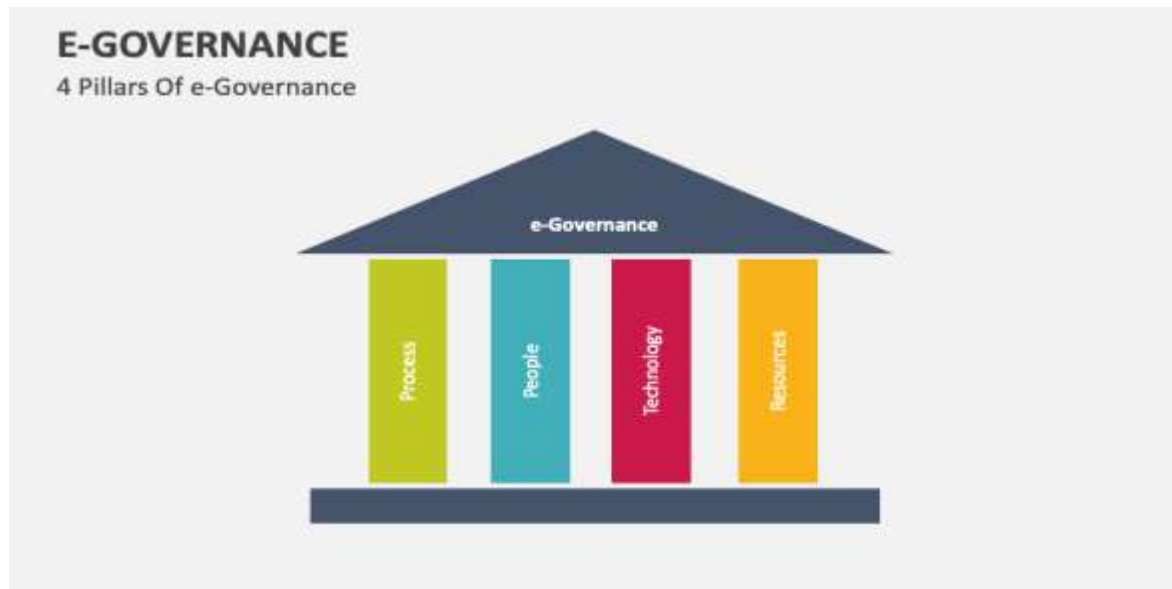 E-GOVERNANCE
4 Pillars Of e-Governance
e-Governance
Process
People
Technology
Resources